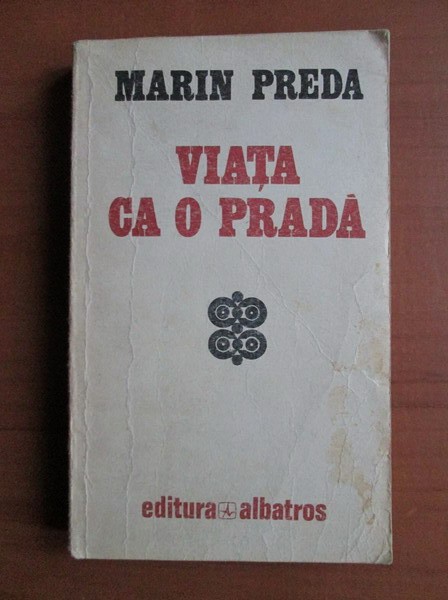 MARIN PREDA
VIAȚA
CA O PRADĂ
editura albatros